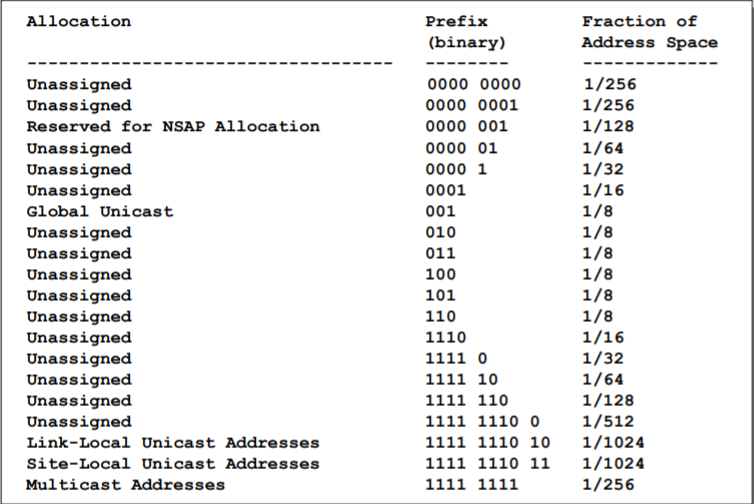 Allocation Prefix Fraction of
(binary) Address Space
---------------------------------- -------- -------------
Unassigned 0000 0000 1/256
Unassigned 0000 0001 1/256
Reserved for NSAP Allocation 0000 001 1/128
Unassigned 0000 01 1/64
Unassigned 0000 1 1/32
Unassigned 0001 1/16
Global Unicast 001 1/8
Unassigned 010 1/8
Unassigned 011 1/8
Unassigned 100 1/8
Unassigned 101 1/8
Unassigned 110 1/8
Unassigned 1110 1/16
Unassigned 1111 0 1/32
Unassigned 1111 10 1/64
Unassigned 1111 110 1/128
Unassigned 1111 1110 0 1/512
Link-Local Unicast Addresses 1111 1110 10 1/1024
Site-Local Unicast Addresses 1111 1110 11 1/1024
Multicast Addresses 1111 1111 1/256